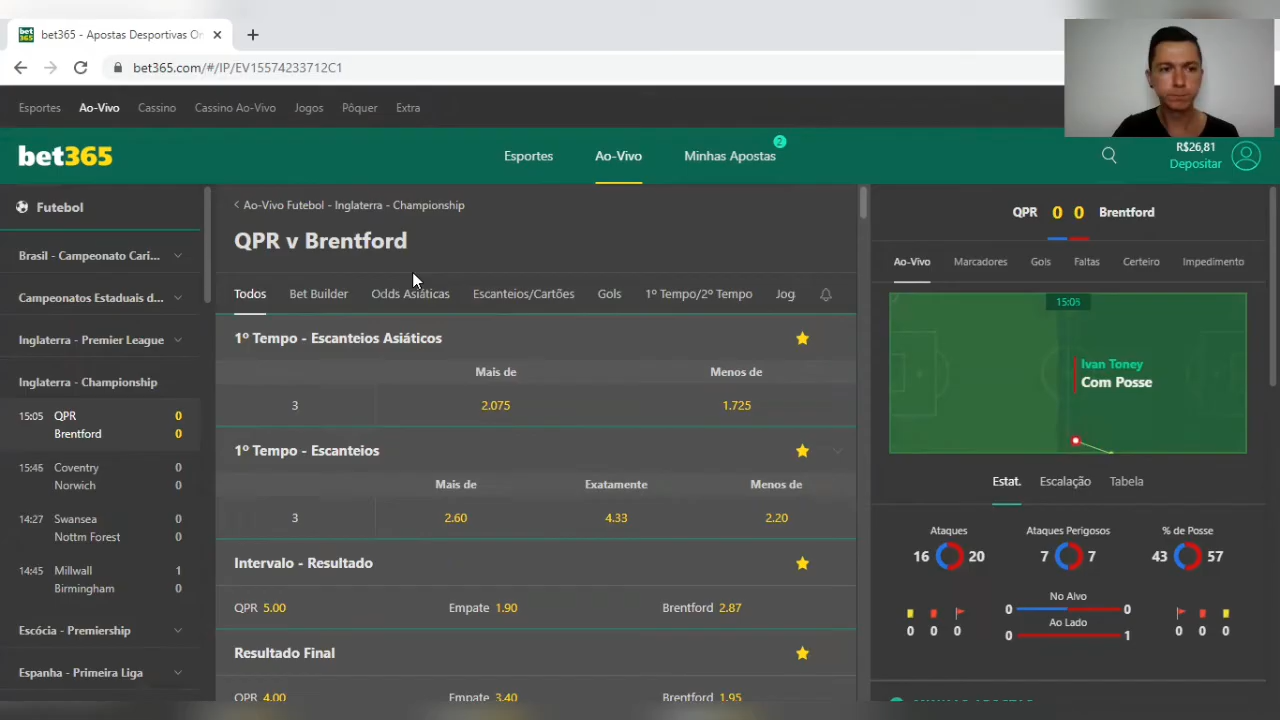 bet365 - Apostas Desportivas On
bet365.com/#/IP/EV15574233712C1
Esportes Ao-Vivo Cassino Cassino Ao-Vivo Jogos Pôquer Extra
bet365
Esportes Ao-Vivo Minhas Apostas 2
R$26,81
Depositar
Futebol
Brasil - Campeonato Cari...
Campeonatos Estaduais d...
Inglaterra - Premier League
Inglaterra - Championship
15:05 QPR 0
Brentford 0
15:46 Coventry 0
Norwich 0
14:27 Swansea 0
Nottm Forest 0
14:45 Millwall 1
Birmingham 0
Escócia - Premiership
Espanha - Primeira Liga
Ao-Vivo Futebol - Inglaterra - Championship
QPR v Brentford
Todos Bet Builder Odds Asiáticas Escanteios/Cartões Gols 1º Tempo/2º Tempo Jog
1º Tempo - Escanteios Asiáticos
Mais de Menos de
3 2.075 1.725
1º Tempo - Escanteios
Mais de Exatamente Menos de
3 2.60 4.33 2.20
Intervalo - Resultado
QPR 5.00 Empate 1.90 Brentford 2.87
Resultado Final
QPR 4.00 Empate 3.40 Brentford 1.95
QPR 0 0 Brentford
Ao-Vivo Marcadores Gols Faltas Certeiro Impedimento
15:05
Ivan Toney
Com Posse
Estat. Escalação Tabela
Ataques Ataques Perigosos % de Posse
16 20 7 7 43 57
No Alvo
0 0
Ao Lado
0 1
0 0 0 0 0 0